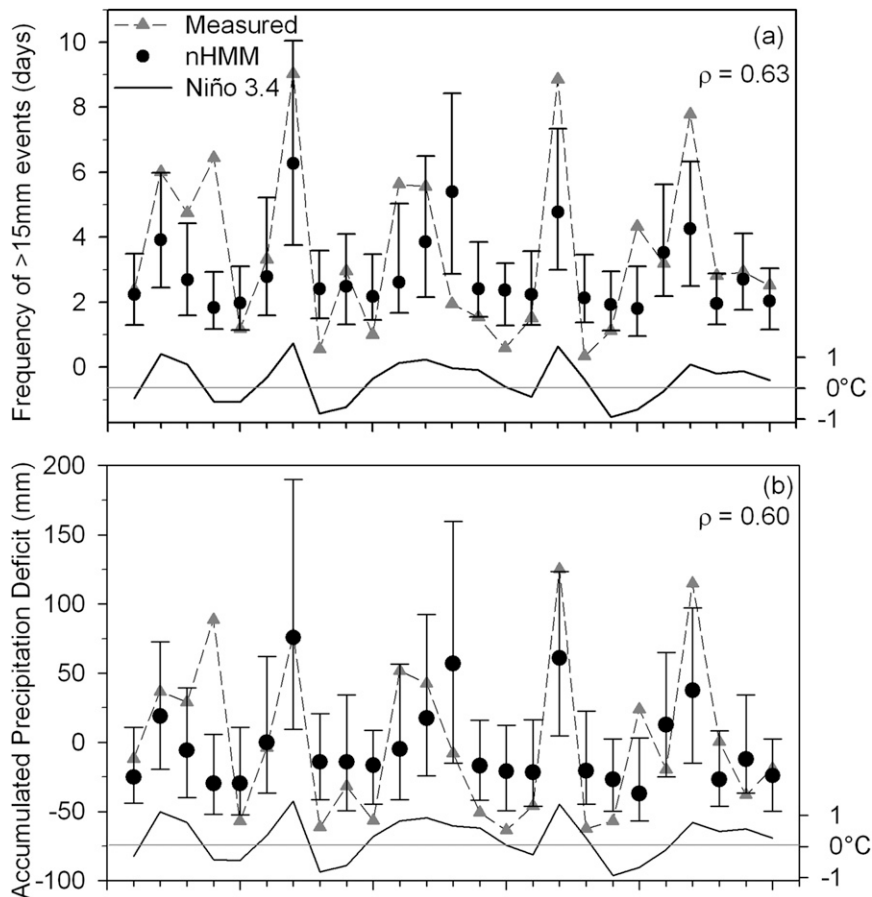 Measured
nHMM
Niño 3.4
(a)
ρ = 0.63
Frequency of >15mm events (days)
10
8
6
4
2
0
1
0°C
-1
(b)
ρ = 0.60
Accumulated Precipitation Deficit (mm)
200
150
100
50
0
-50
-100
1
0°C
-1